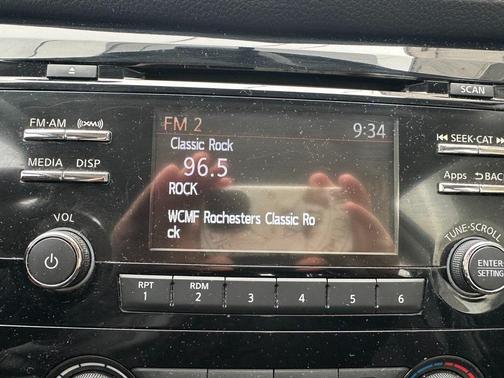 SCAN
FM·AM ((XM))
FM 2 9:34
SEEK·CAT
Classic Rock
96.5
MEDIA DISP
Apps BACK
ROCK
WCMF Rochesters Classic Ro
ck
VOL
TUNE·SCROLL
ENTER
SETTING
RPT RDM
1 2 3 4 5 6